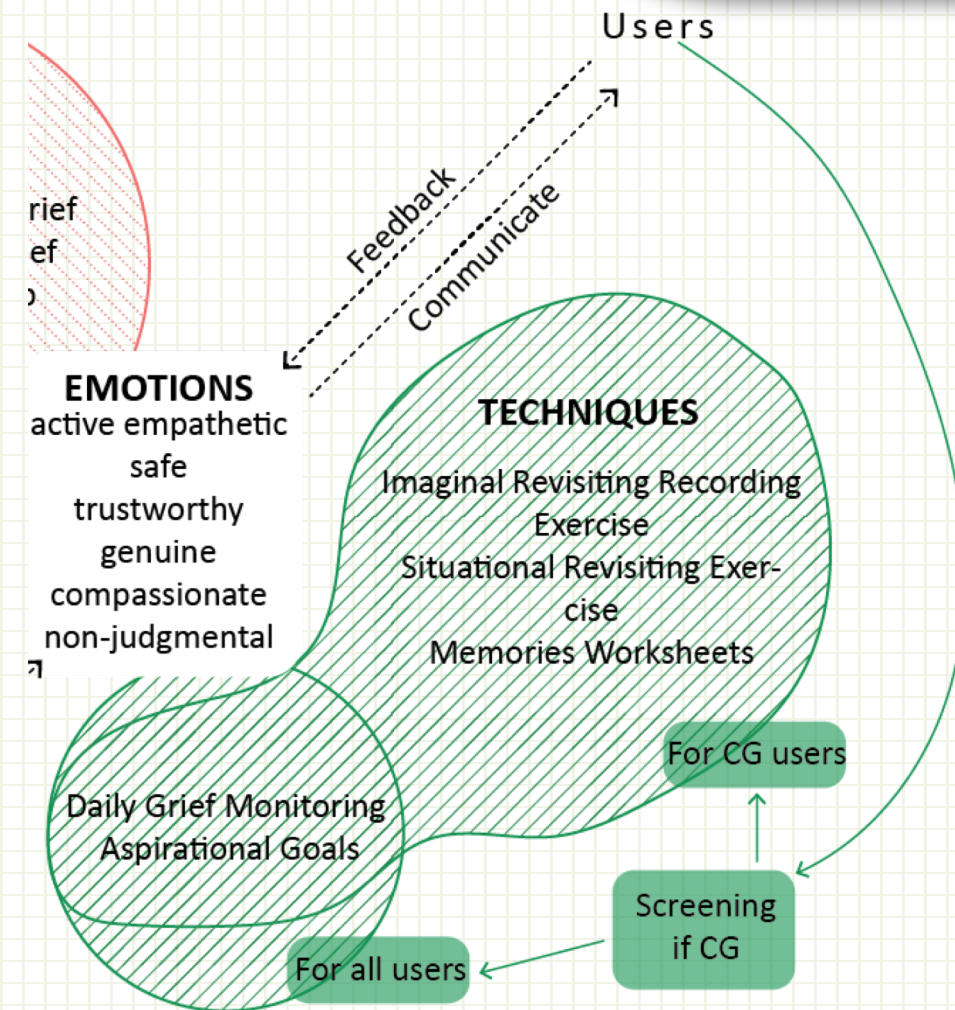 Users
Feedback
Communicate
rief
ef
EMOTIONS
active empathetic
safe
trustworthy
genuine
compassionate
non-judgmental
TECHNIQUES
Imaginal Revisiting Recording
Exercise
Situational Revisiting Exer-
cise
Memories Worksheets
For CG users
Daily Grief Monitoring
Aspirational Goals
Screening
if CG
For all users